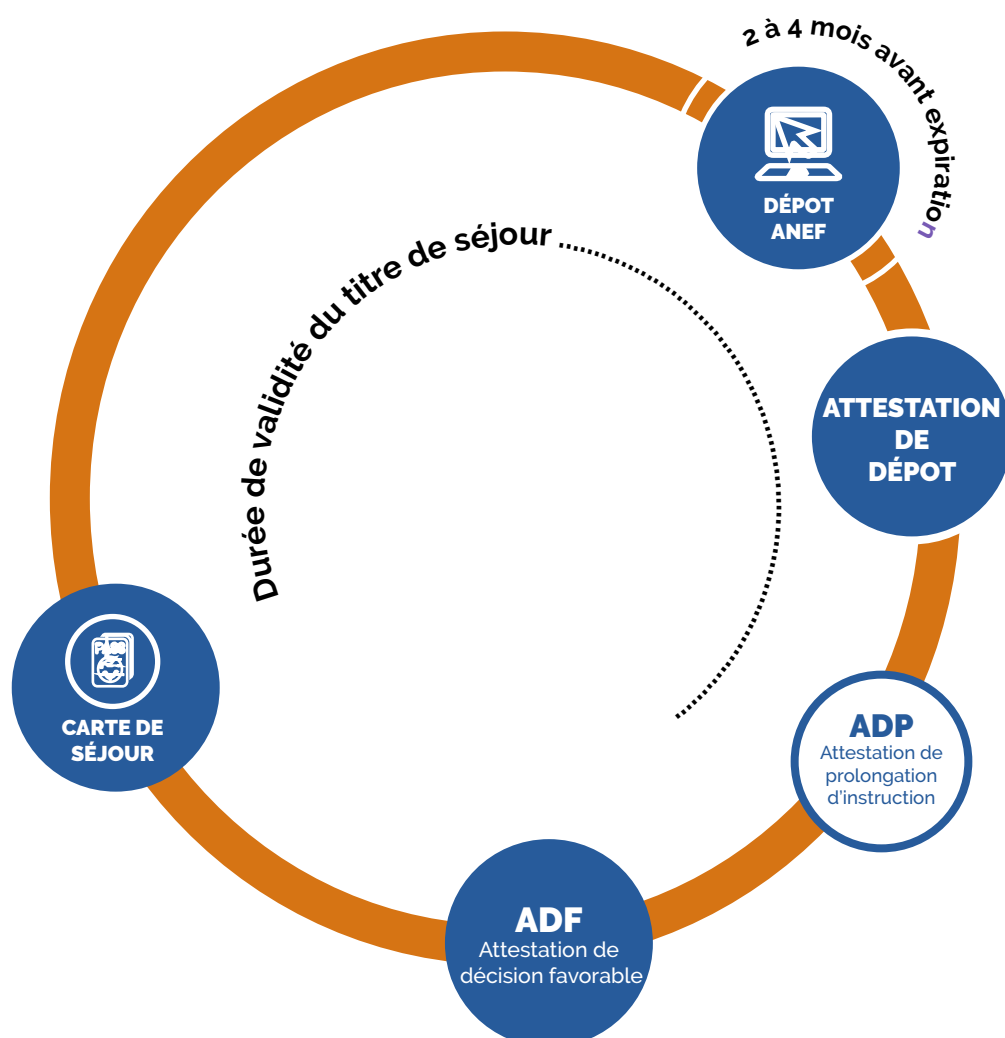 2 à 4 mois avant expiration
DÉPOT
ANEF
Durée de validité du titre de séjour
ATTESTATION
DE
DÉPOT
ADP
Attestation de
prolongation
d'instruction
ADF
Attestation de
décision favorable
PASS
CARTE DE
SÉJOUR